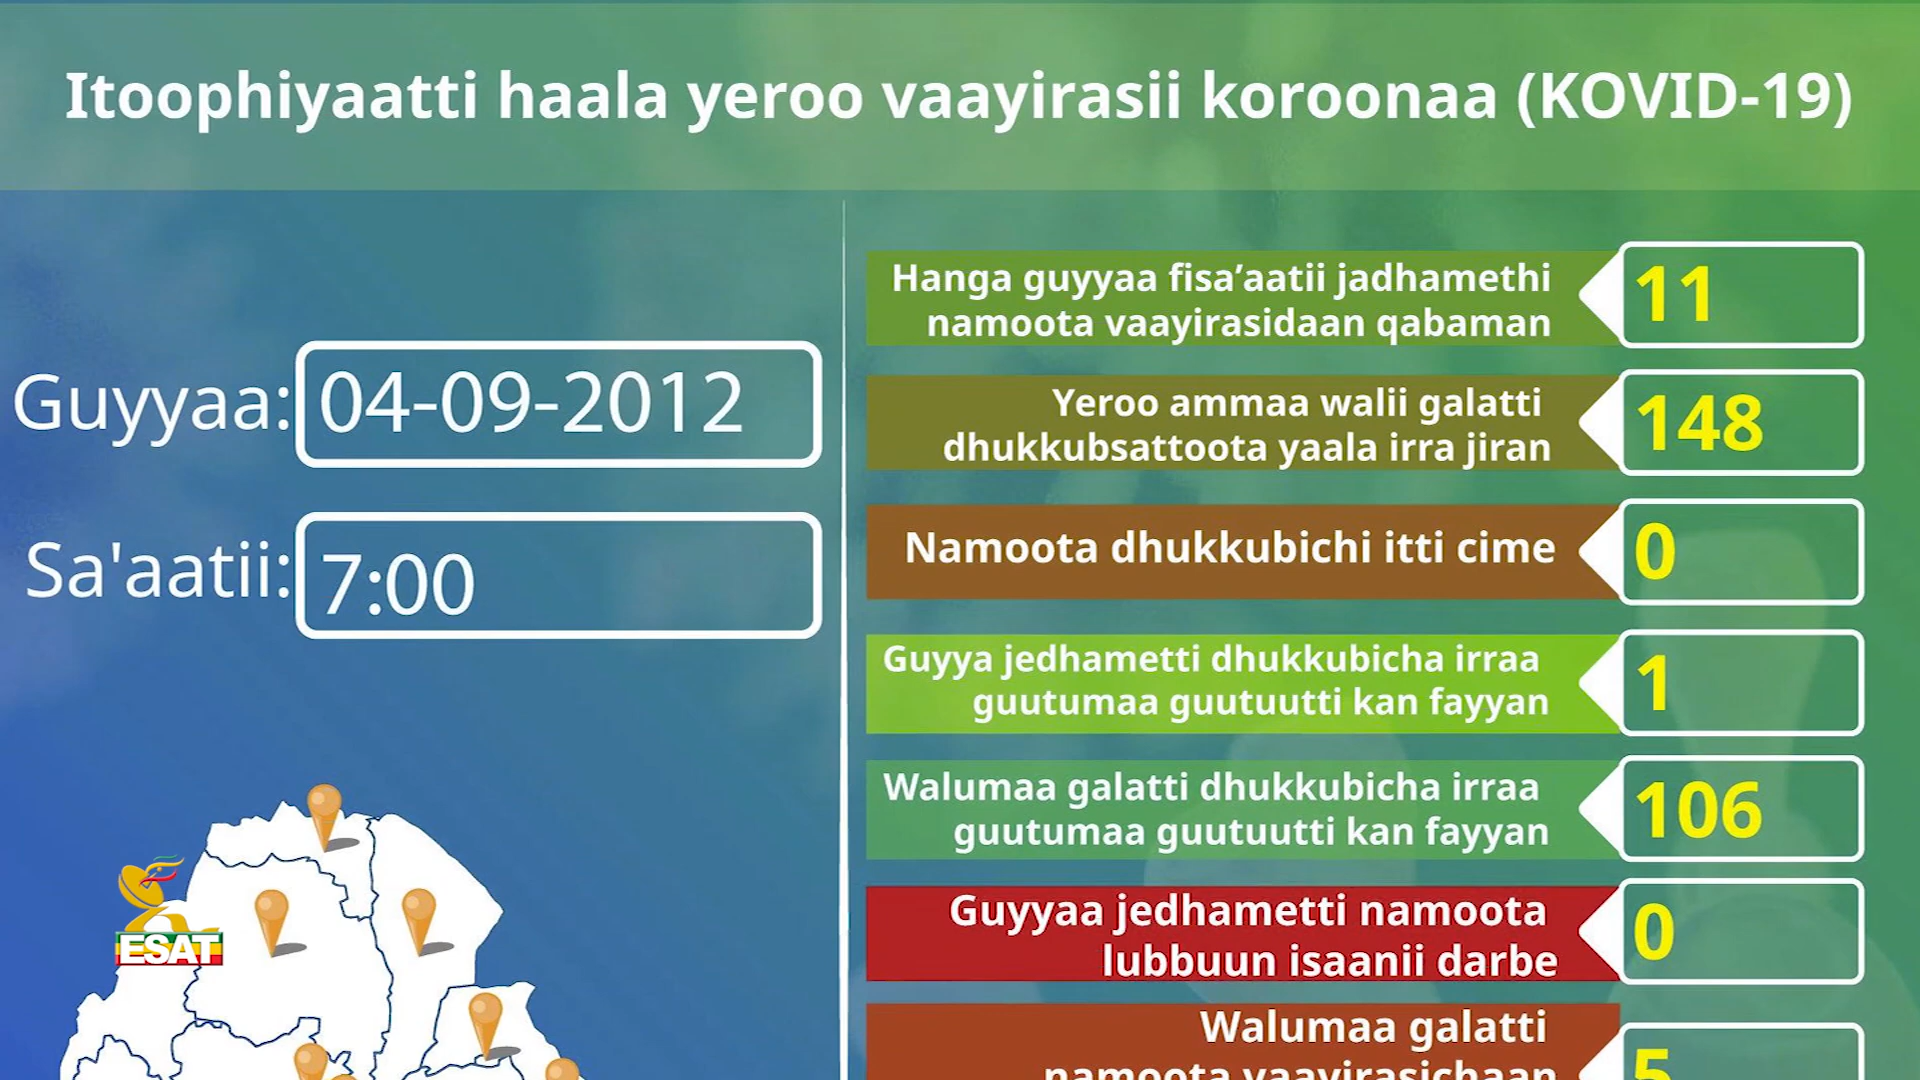 Itoophiyaatti haala yeroo vaayirasii koroonaa (KOVID-19)
Guyyaa: 04-09-2012
Sa'aatii: 7:00
ESAT
Hanga guyyaa fisa’aatii jadhamethi
namoota vaayirasidaan qabaman
11
Yeroo ammaa walii galatti
dhukkubsattoota yaala irra jiran
148
Namoota dhukkubichi itti cime
0
Guyya jedhametti dhukkubicha irraa
guutumaa guutuutti kan fayyan
1
Walumaa galatti dhukkubicha irraa
guutumaa guutuutti kan fayyan
106
Guyyaa jedhametti namoota
lubbuun isaanii darbe
0
Walumaa galatti
namoota vaayirasichaan
5